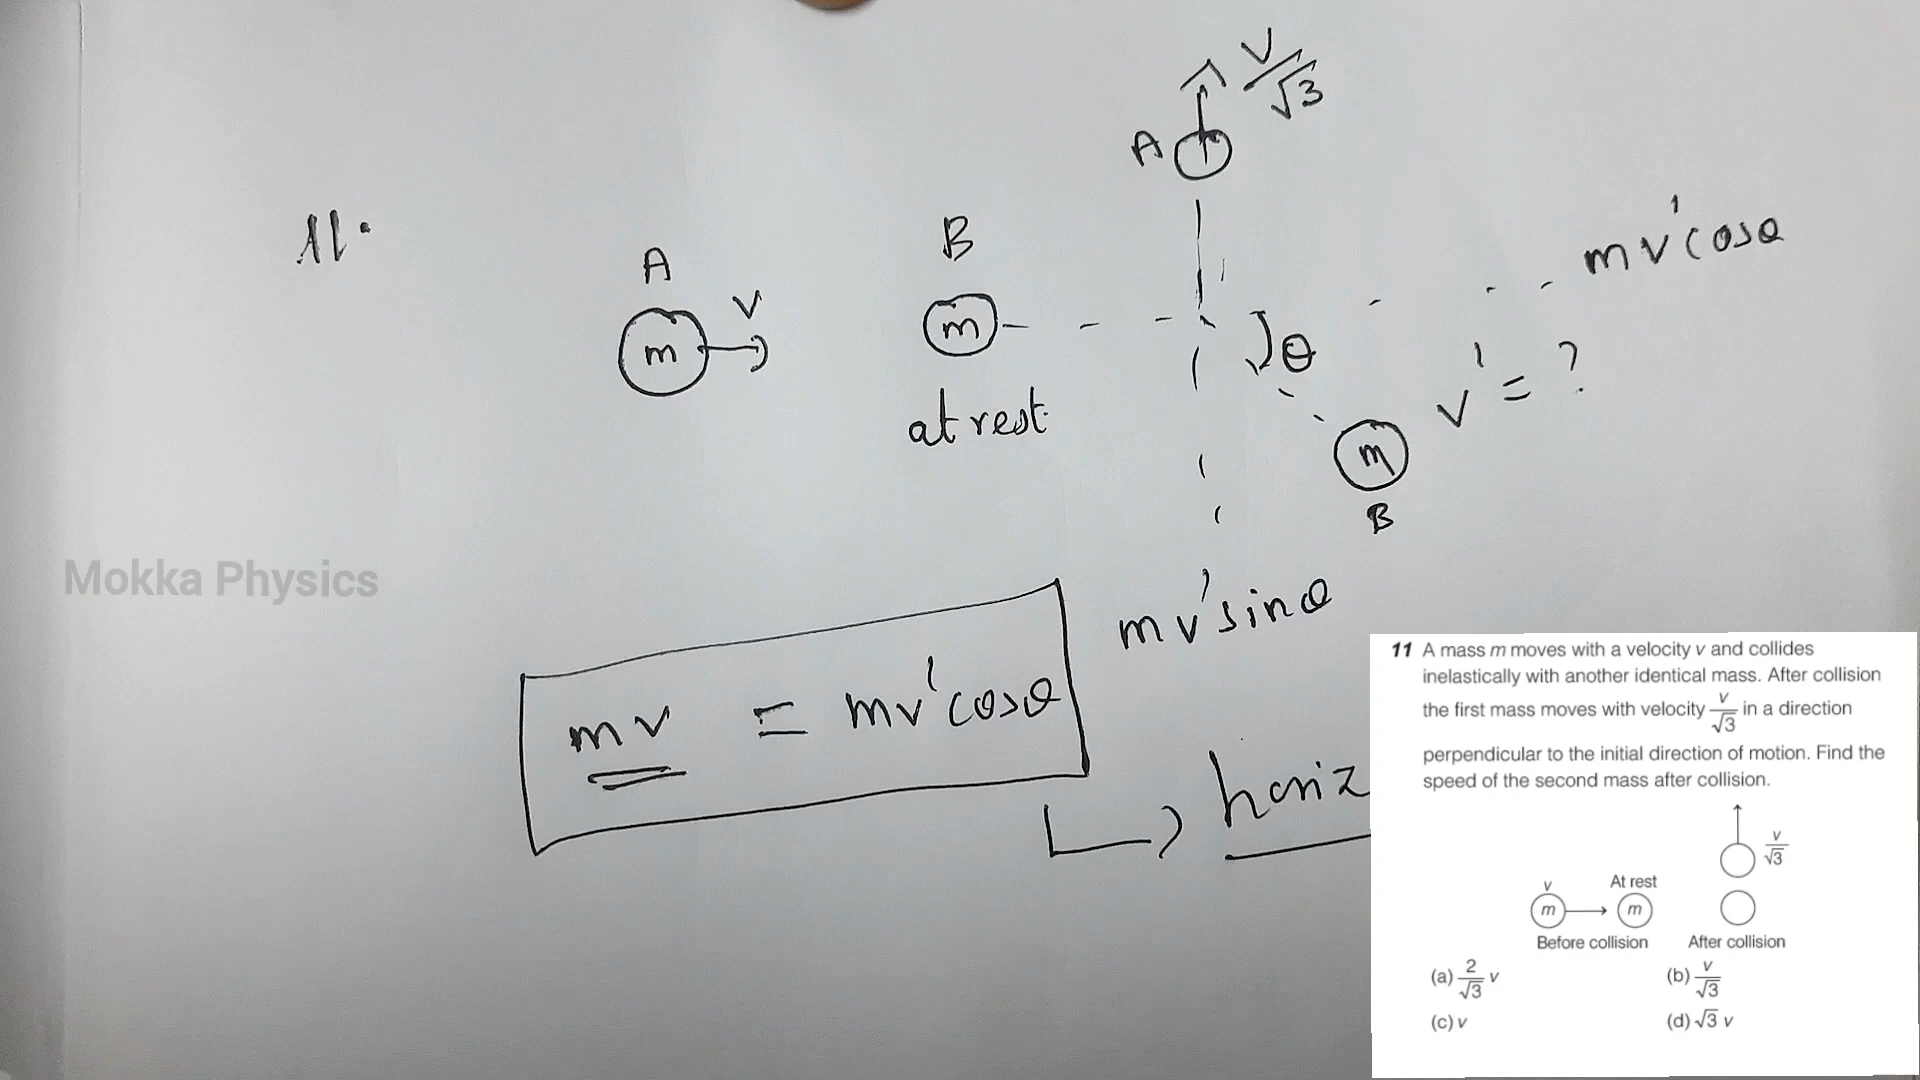 11.
A
m
v
B
m
at rest
A
v/√3
mv'cosθ
θ
v' = ?
m
B
mv'sinθ
Mokka Physics
mv = mv'cosθ
horiz
11 A mass m moves with a velocity v and collides
inelastically with another identical mass. After collision
the first mass moves with velocity v/√3 in a direction
perpendicular to the initial direction of motion. Find the
speed of the second mass after collision.
v/√3
v
At rest
m
m
Before collision
After collision
(a) 2/√3 v
(b) v/√3
(c) v
(d) √3 v